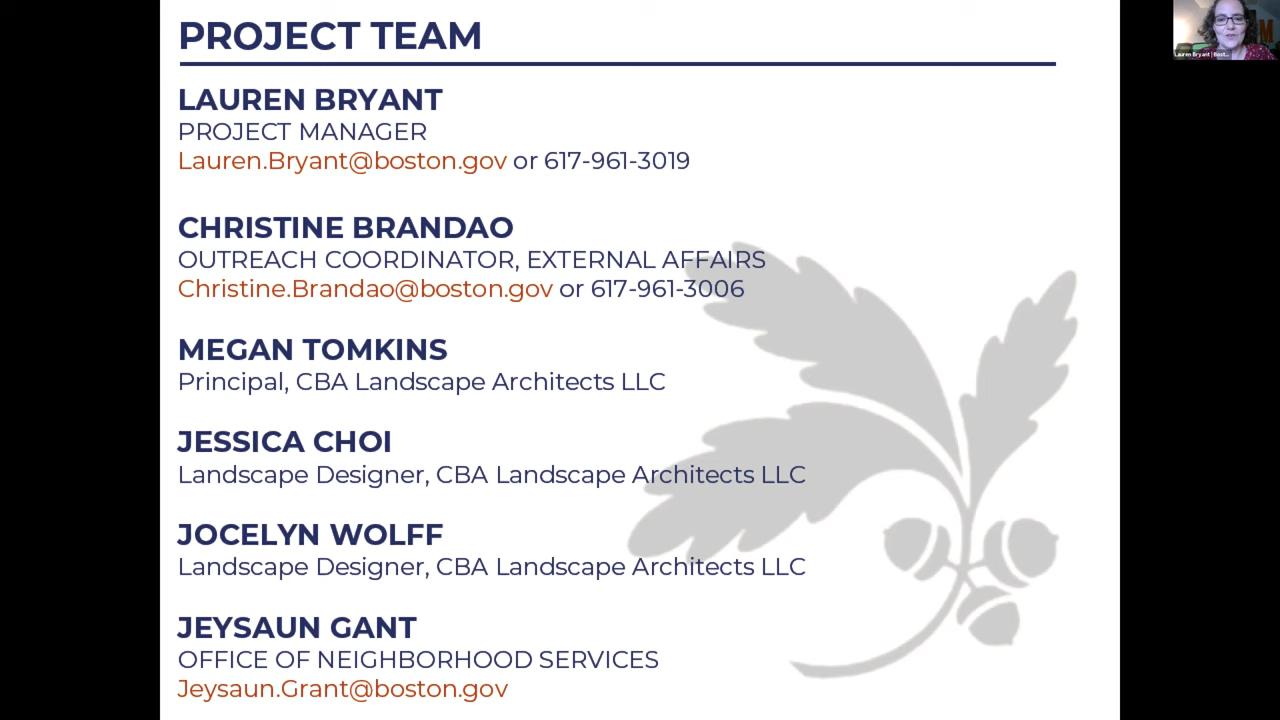 PROJECT TEAM
LAUREN BRYANT
PROJECT MANAGER
Lauren.Bryant@boston.gov or 617-961-3019
CHRISTINE BRANDAO
OUTREACH COORDINATOR, EXTERNAL AFFAIRS
Christine.Brandao@boston.gov or 617-961-3006
MEGAN TOMKINS
Principal, CBA Landscape Architects LLC
JESSICA CHOI
Landscape Designer, CBA Landscape Architects LLC
JOCELYN WOLFF
Landscape Designer, CBA Landscape Architects LLC
JEYSAUN GANT
OFFICE OF NEIGHBORHOOD SERVICES
Jeysaun.Grant@boston.gov
Lauren Bryant | Bost...